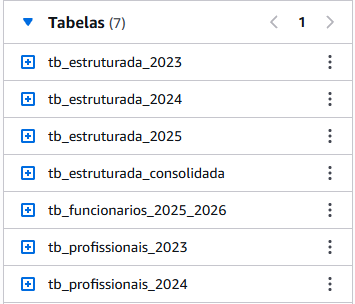 Tabelas (7) 1
tb_estruturada_2023
tb_estruturada_2024
tb_estruturada_2025
tb_estruturada_consolidada
tb_funcionarios_2025_2026
tb_profissionais_2023
tb_profissionais_2024